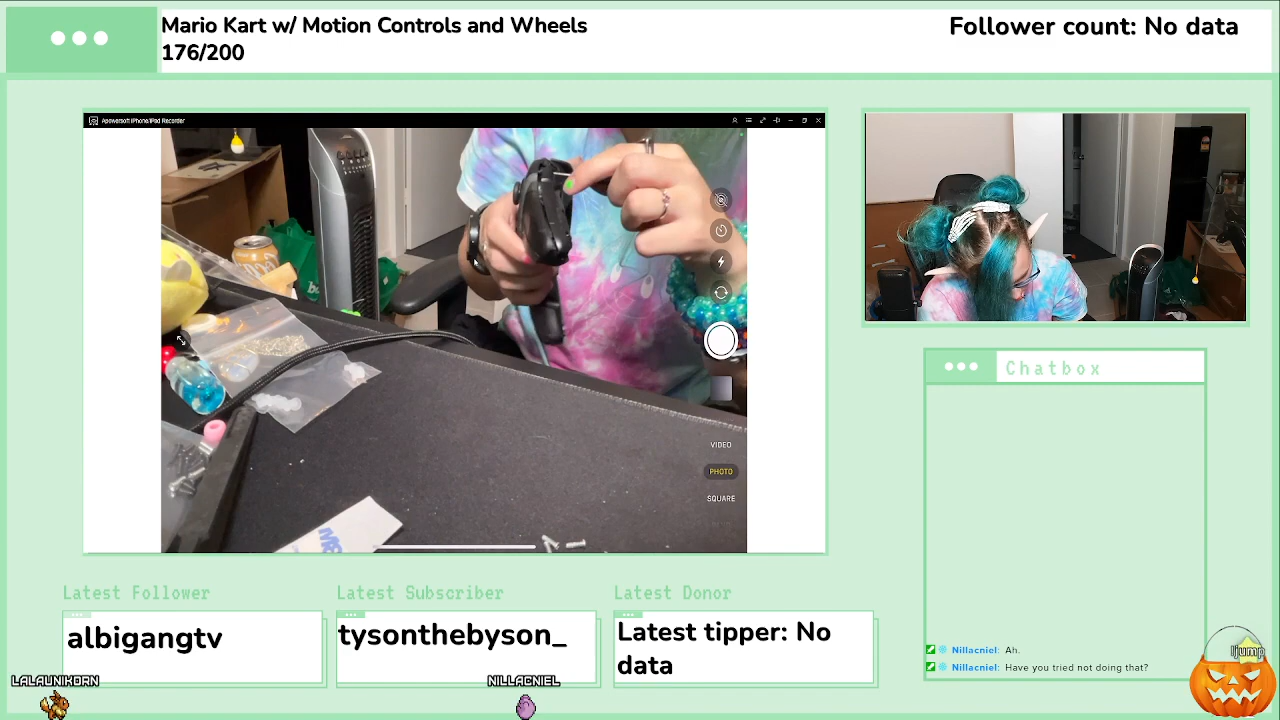 Mario Kart w/ Motion Controls and Wheels
176/200
Follower count: No data
Apowersoft iPhone/iPad Recorder
VIDEO
PHOTO
SQUARE
Chatbox
Nillacniel: Ah.
Nillacniel: Have you tried not doing that?
Latest Follower
albigangtv
Latest Subscriber
tysonthebyson_
Latest Donor
Latest tipper: No
data
LALAUNIKORN
NILLACNIEL
!jump